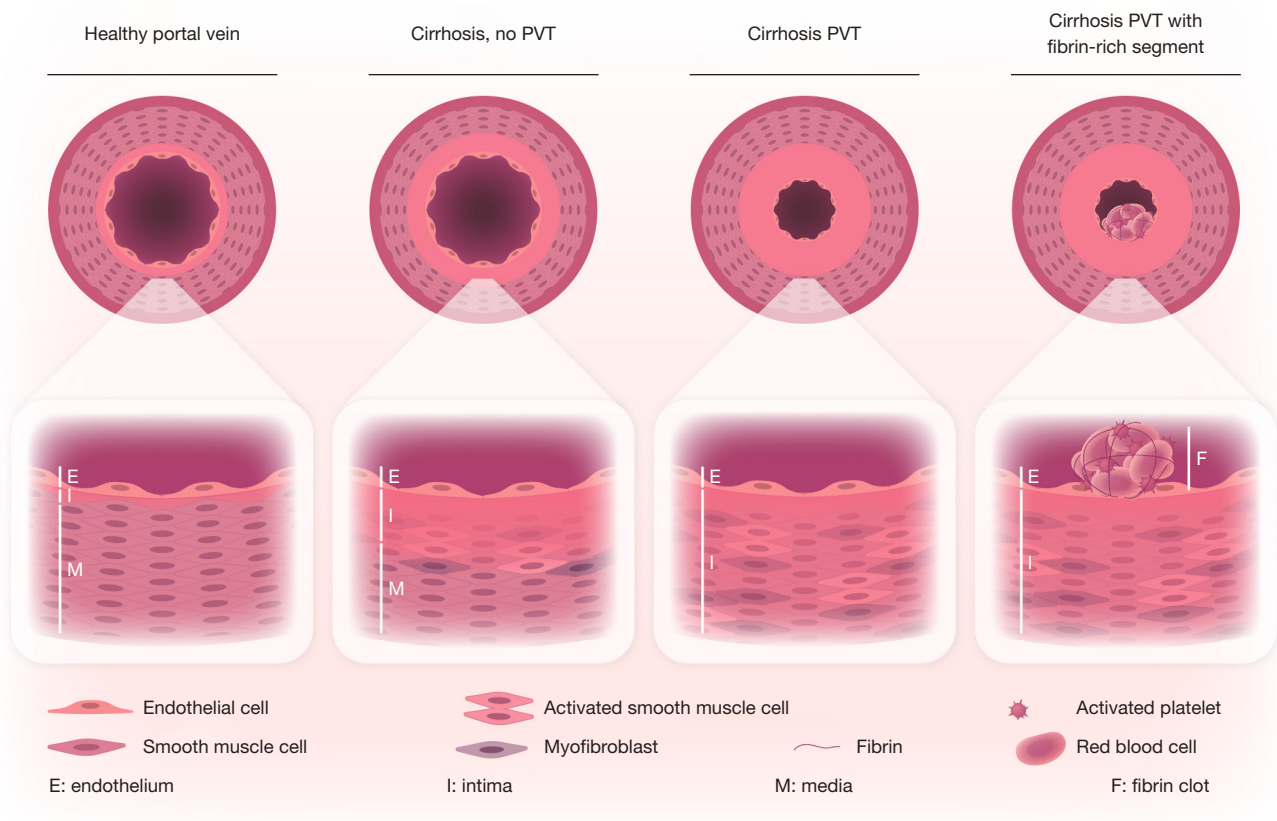 Healthy portal vein
Cirrhosis, no PVT
Cirrhosis PVT
Cirrhosis PVT with
fibrin-rich segment
E
I
M
E
I
M
E
I
E
I
F
Endothelial cell
Activated smooth muscle cell
Activated platelet
Smooth muscle cell
Myofibroblast
Fibrin
Red blood cell
E: endothelium
I: intima
M: media
F: fibrin clot